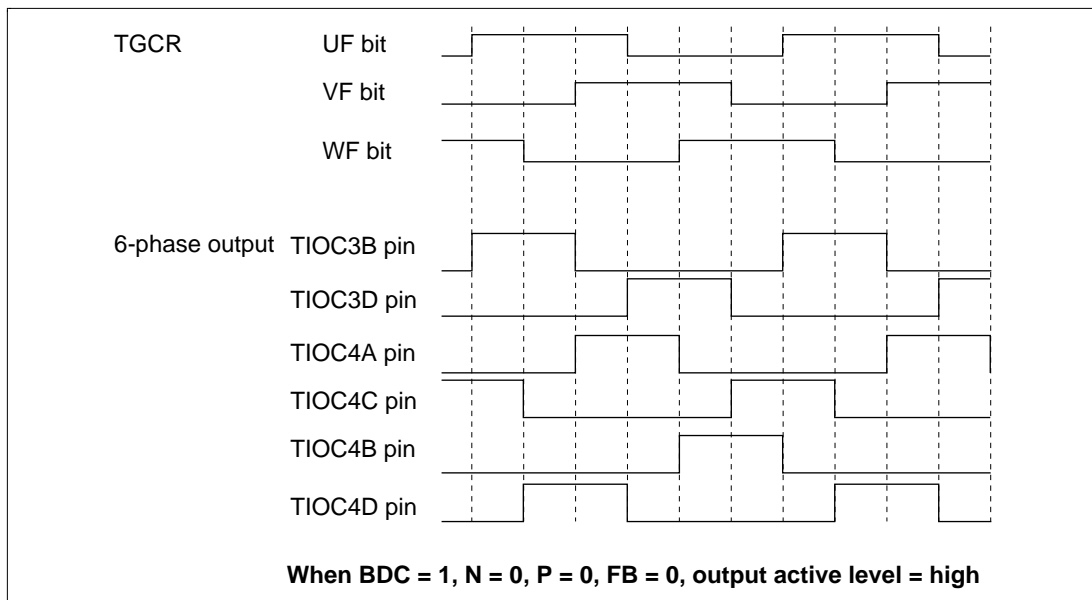 TGCR UF bit
VF bit
WF bit
6-phase output TIOC3B pin
TIOC3D pin
TIOC4A pin
TIOC4C pin
TIOC4B pin
TIOC4D pin
When BDC = 1, N = 0, P = 0, FB = 0, output active level = high